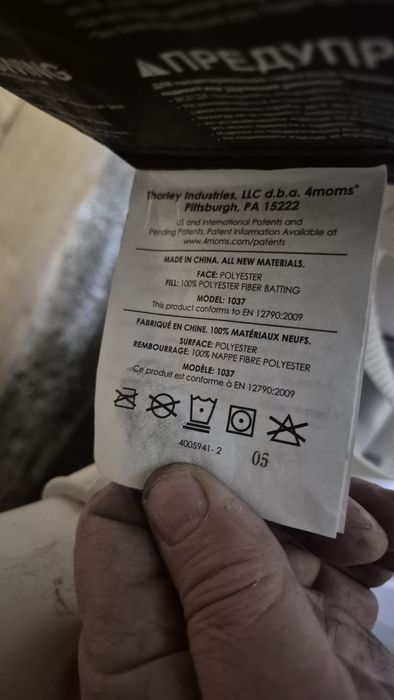 NING
ПРЕДУПР
Thorley Industries, LLC d.b.a. 4moms®
Pittsburgh, PA 15222
US and International Patents and
Pending Patents. Patent Information Available at
www.4moms.com/patents
MADE IN CHINA. ALL NEW MATERIALS.
FACE: POLYESTER
FILL: 100% POLYESTER FIBER BATTING
MODEL: 1037
This product conforms to EN 12790:2009
FABRIQUÉ EN CHINE. 100% MATÉRIAUX NEUFS.
SURFACE: POLYESTER
REMBOURRAGE: 100% NAPPE FIBRE POLYESTER
MODÈLE: 1037
Ce produit est conforme à EN 12790:2009
4005941-2
05